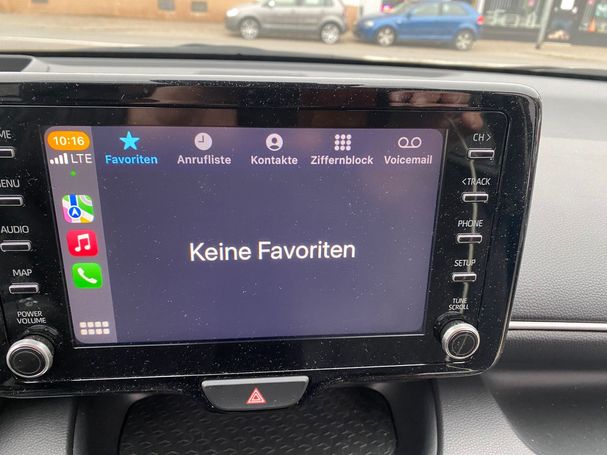 10:16
LTE
Favoriten
Anrufliste
Kontakte
Ziffernblock
Voicemail
Keine Favoriten
MENU
AUDIO
MAP
POWER
VOLUME
CH >
< TRACK
PHONE
SETUP
TUNE
SCROLL